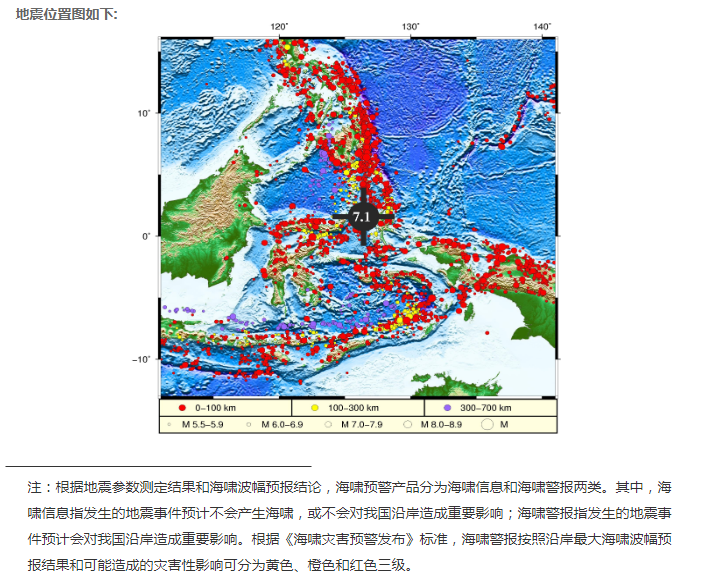 地震位置图如下:
120° 130° 140°
10°
7.1
0°
-10°
0-100 km 100-300 km 300-700 km
M 5.5-5.9 M 6.0-6.9 M 7.0-7.9 M 8.0-8.9 M
注：根据地震参数测定结果和海啸波幅预报结论，海啸预警产品分为海啸信息和海啸警报两类。其中，海
啸信息指发生的地震事件预计不会产生海啸，或不会对我国沿岸造成重要影响；海啸警报指发生的地震事
件预计会对我国沿岸造成重要影响。根据《海啸灾害预警发布》标准，海啸警报按照沿岸最大海啸波幅预
报结果和可能造成的灾害性影响可分为黄色、橙色和红色三级。